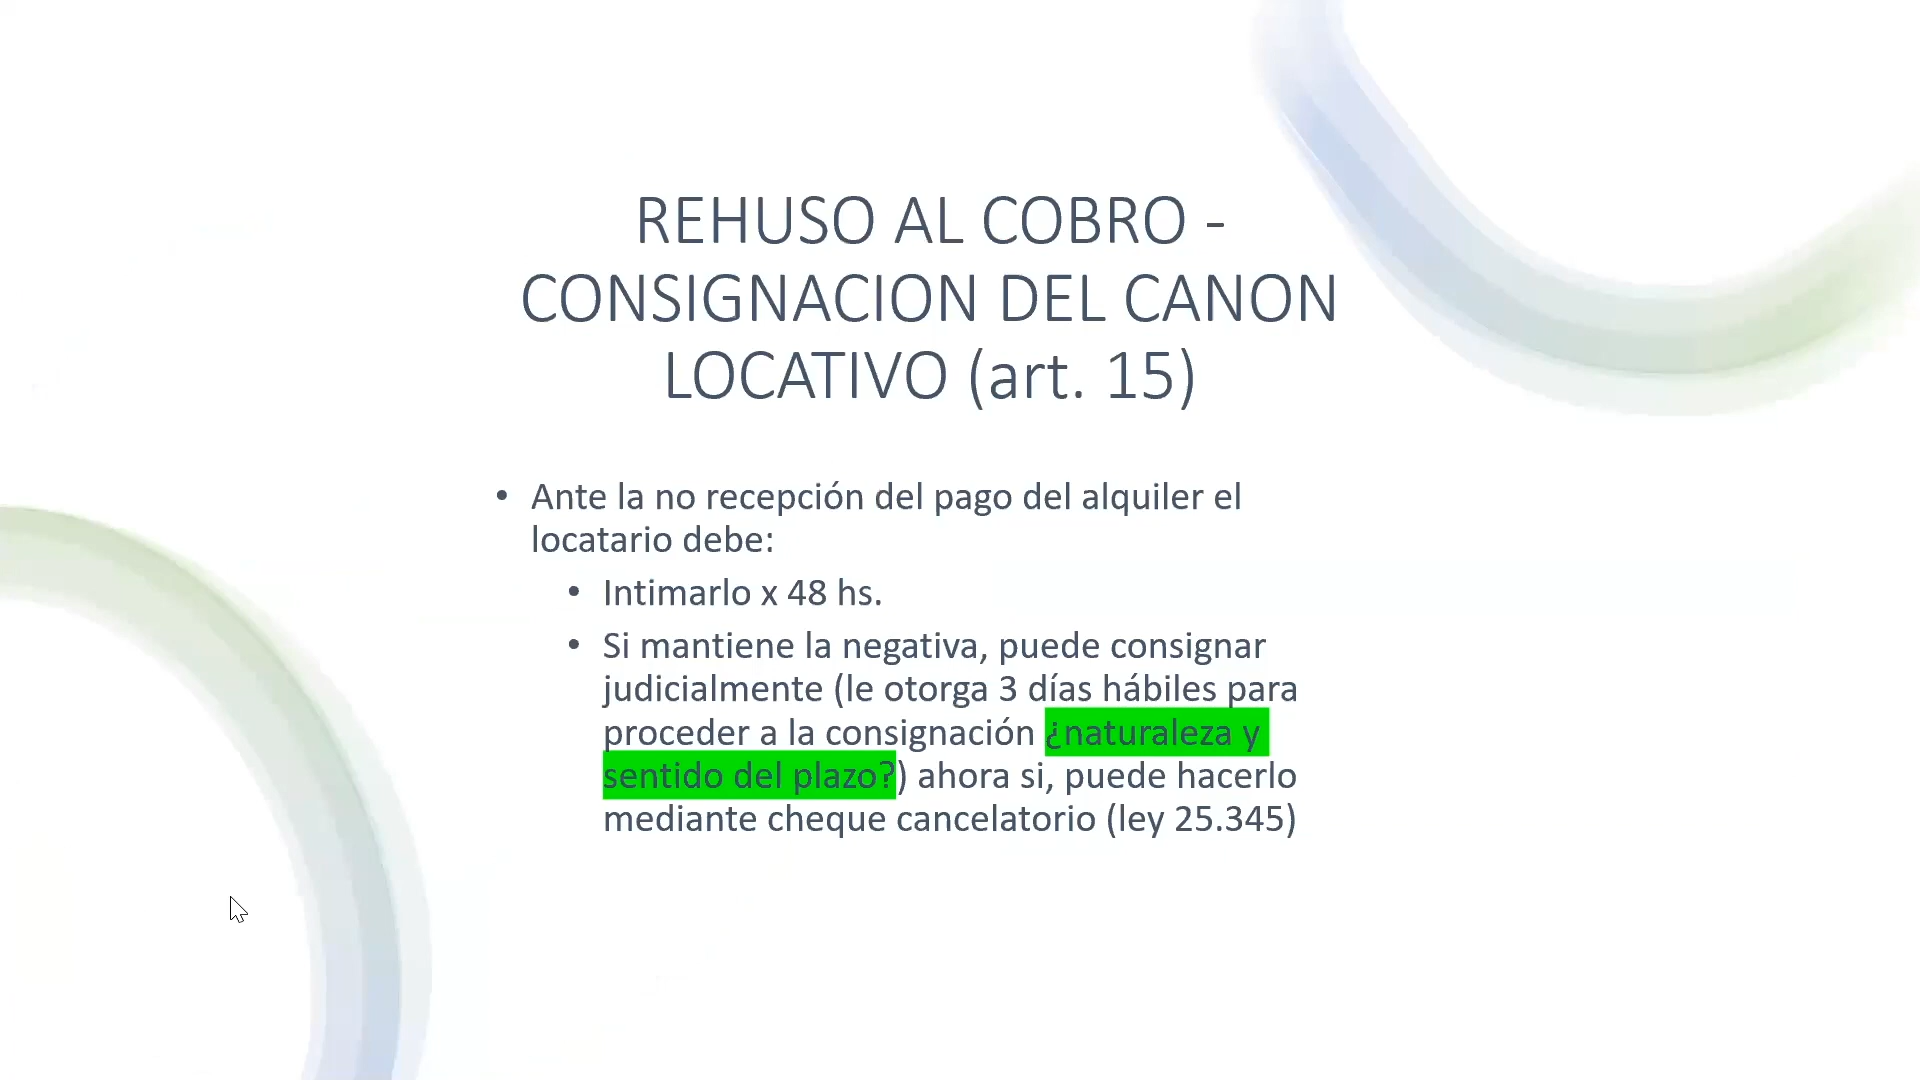 REHUSO AL COBRO -
CONSIGNACION DEL CANON
LOCATIVO (art. 15)
• Ante la no recepción del pago del alquiler el
locatario debe:
• Intimarlo x 48 hs.
• Si mantiene la negativa, puede consignar
judicialmente (le otorga 3 días hábiles para
proceder a la consignación ¿naturaleza y
sentido del plazo?) ahora si, puede hacerlo
mediante cheque cancelatorio (ley 25.345)